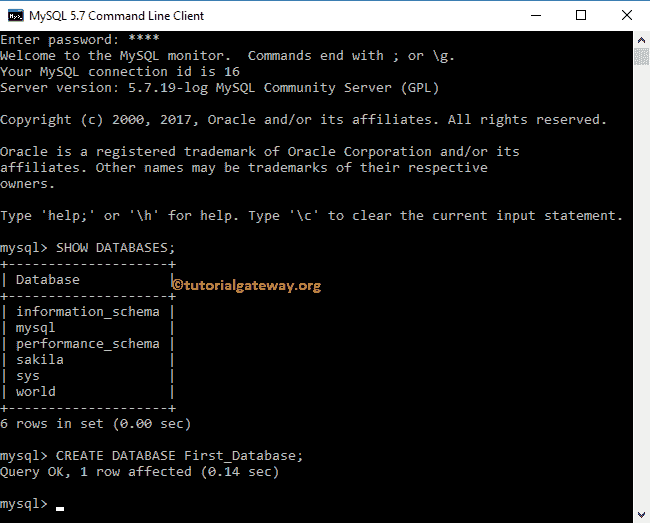 MySQL 5.7 Command Line Client
Enter password: ****
Welcome to the MySQL monitor.  Commands end with ; or \g.
Your MySQL connection id is 16
Server version: 5.7.19-log MySQL Community Server (GPL)
Copyright (c) 2000, 2017, Oracle and/or its affiliates. All rights reserved.
Oracle is a registered trademark of Oracle Corporation and/or its
affiliates. Other names may be trademarks of their respective
owners.
Type 'help;' or '\h' for help. Type '\c' to clear the current input statement.
mysql> SHOW DATABASES;
+--------------------+
| Database           |
©tutorialgateway.org
+--------------------+
| information_schema |
| mysql              |
| performance_schema |
| sakila             |
| sys                |
| world              |
+--------------------+
6 rows in set (0.00 sec)
mysql> CREATE DATABASE First_Database;
Query OK, 1 row affected (0.14 sec)
mysql>